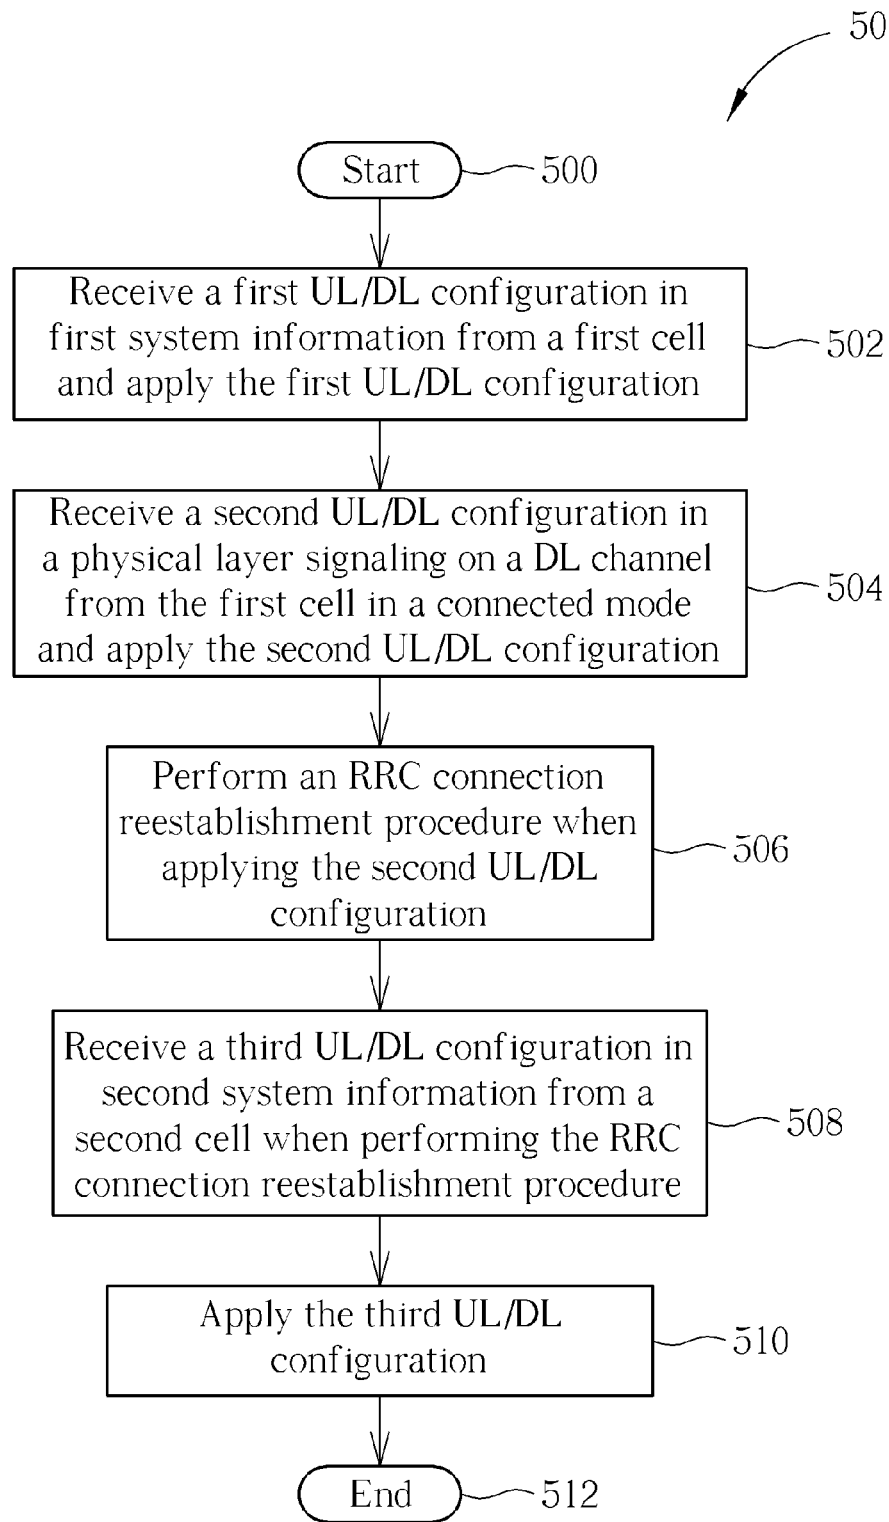 50
Start
500
Receive a first UL/DL configuration in
first system information from a first cell
and apply the first UL/DL configuration
502
Receive a second UL/DL configuration in
a physical layer signaling on a DL channel
from the first cell in a connected mode
and apply the second UL/DL configuration
504
Perform an RRC connection
reestablishment procedure when
applying the second UL/DL
configuration
506
Receive a third UL/DL configuration in
second system information from a
second cell when performing the RRC
connection reestablishment procedure
508
Apply the third UL/DL
configuration
510
End
512